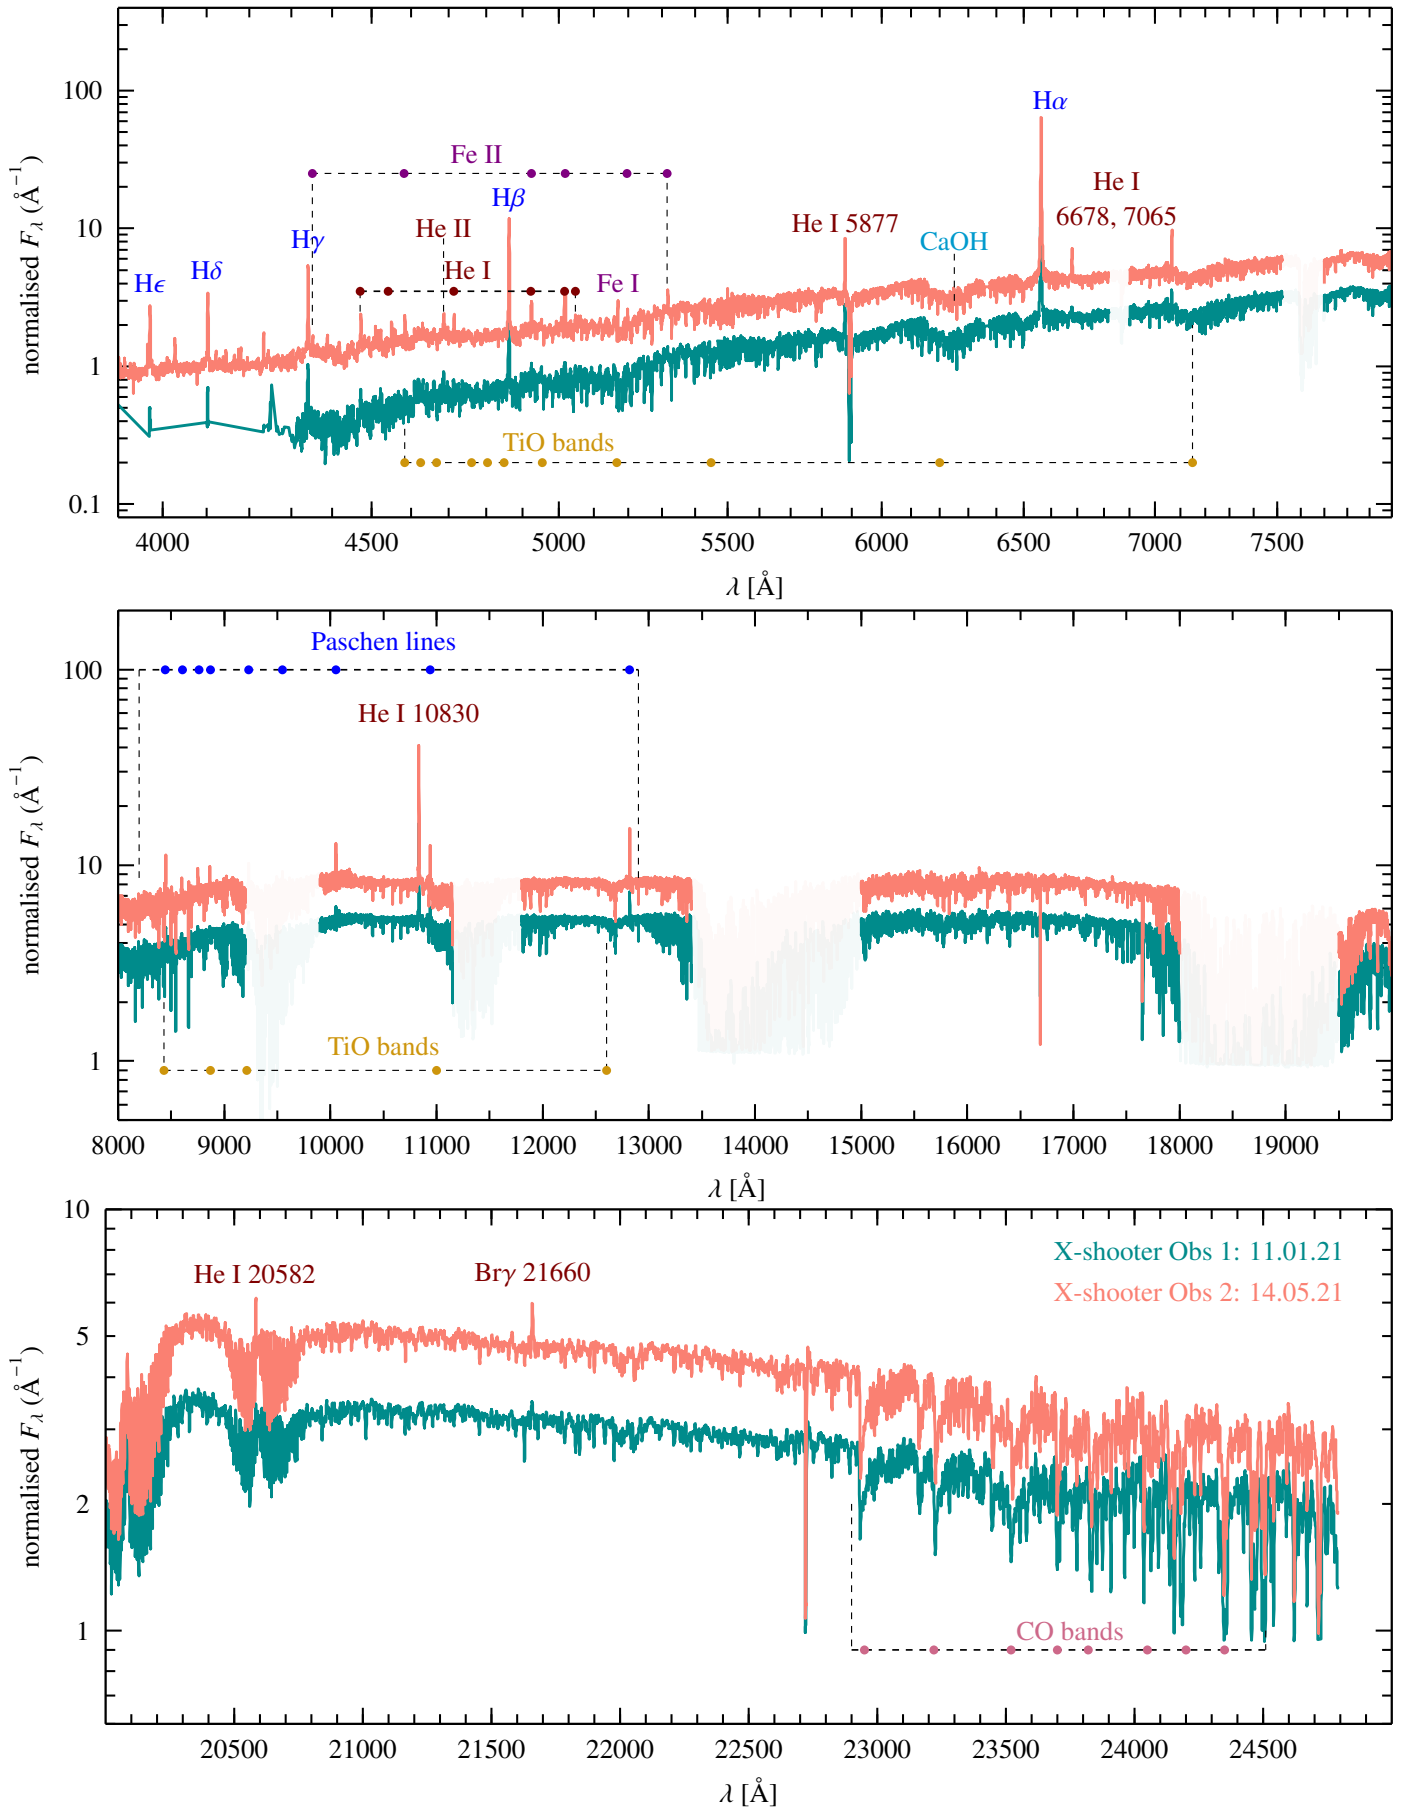 normalised Fλ (Å⁻¹)
100
10
1
0.1
Hα
Fe II
Hβ
He I
6678, 7065
He II
He I 5877
CaOH
Hγ
Hδ
Hϵ
He I
Fe I
TiO bands
4000 4500 5000 5500 6000 6500 7000 7500
λ [Å]
normalised Fλ (Å⁻¹)
100
10
1
Paschen lines
He I 10830
TiO bands
8000 9000 10000 11000 12000 13000 14000 15000 16000 17000 18000 19000
λ [Å]
normalised Fλ (Å⁻¹)
10
5
2
1
He I 20582
Brγ 21660
X-shooter Obs 1: 11.01.21
X-shooter Obs 2: 14.05.21
CO bands
20500 21000 21500 22000 22500 23000 23500 24000 24500
λ [Å]